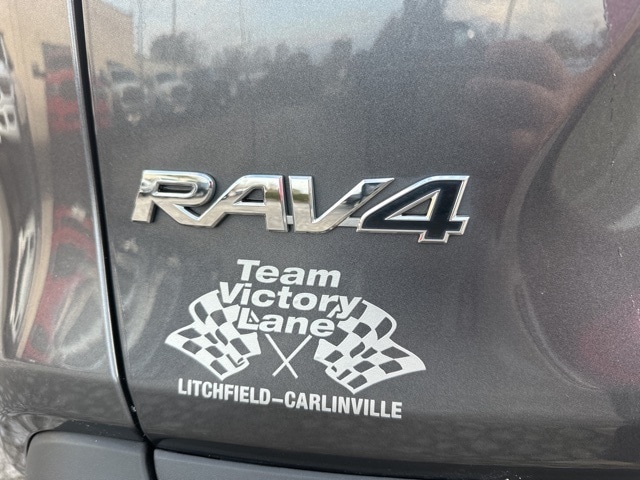 RAV4
Team
Victory
Lane
LITCHFIELD-CARLINVILLE